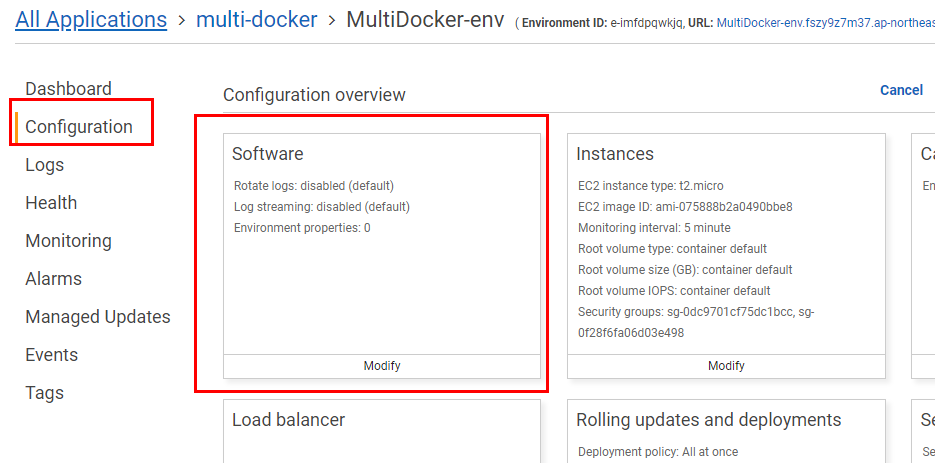 All Applications > multi-docker > MultiDocker-env ( Environment ID: e-imfdpqwkjq, URL: MultiDocker-env.fszy9z7m37.ap-northeas
Dashboard
Configuration
Logs
Health
Monitoring
Alarms
Managed Updates
Events
Tags
Configuration overview
Cancel
Software
Rotate logs: disabled (default)
Log streaming: disabled (default)
Environment properties: 0
Modify
Instances
EC2 instance type: t2.micro
EC2 image ID: ami-075888b2a0490bbe8
Monitoring interval: 5 minute
Root volume type: container default
Root volume size (GB): container default
Root volume IOPS: container default
Security groups: sg-0dc9701cf75dc1bcc, sg-
0f28f6fa06d03e498
Modify
Load balancer
Rolling updates and deployments
Deployment policy: All at once